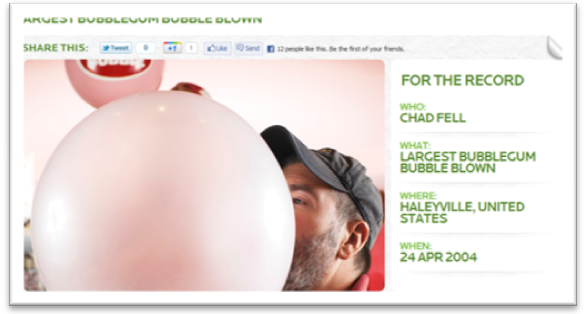 LARGEST BUBBLEGUM BUBBLE BLOWN
SHARE THIS: Tweet 0 +1 1 Like Send 12 people like this. Be the first of your friends.
FOR THE RECORD
WHO:
CHAD FELL
WHAT:
LARGEST BUBBLEGUM
BUBBLE BLOWN
WHERE:
HALEYVILLE, UNITED
STATES
WHEN:
24 APR 2004